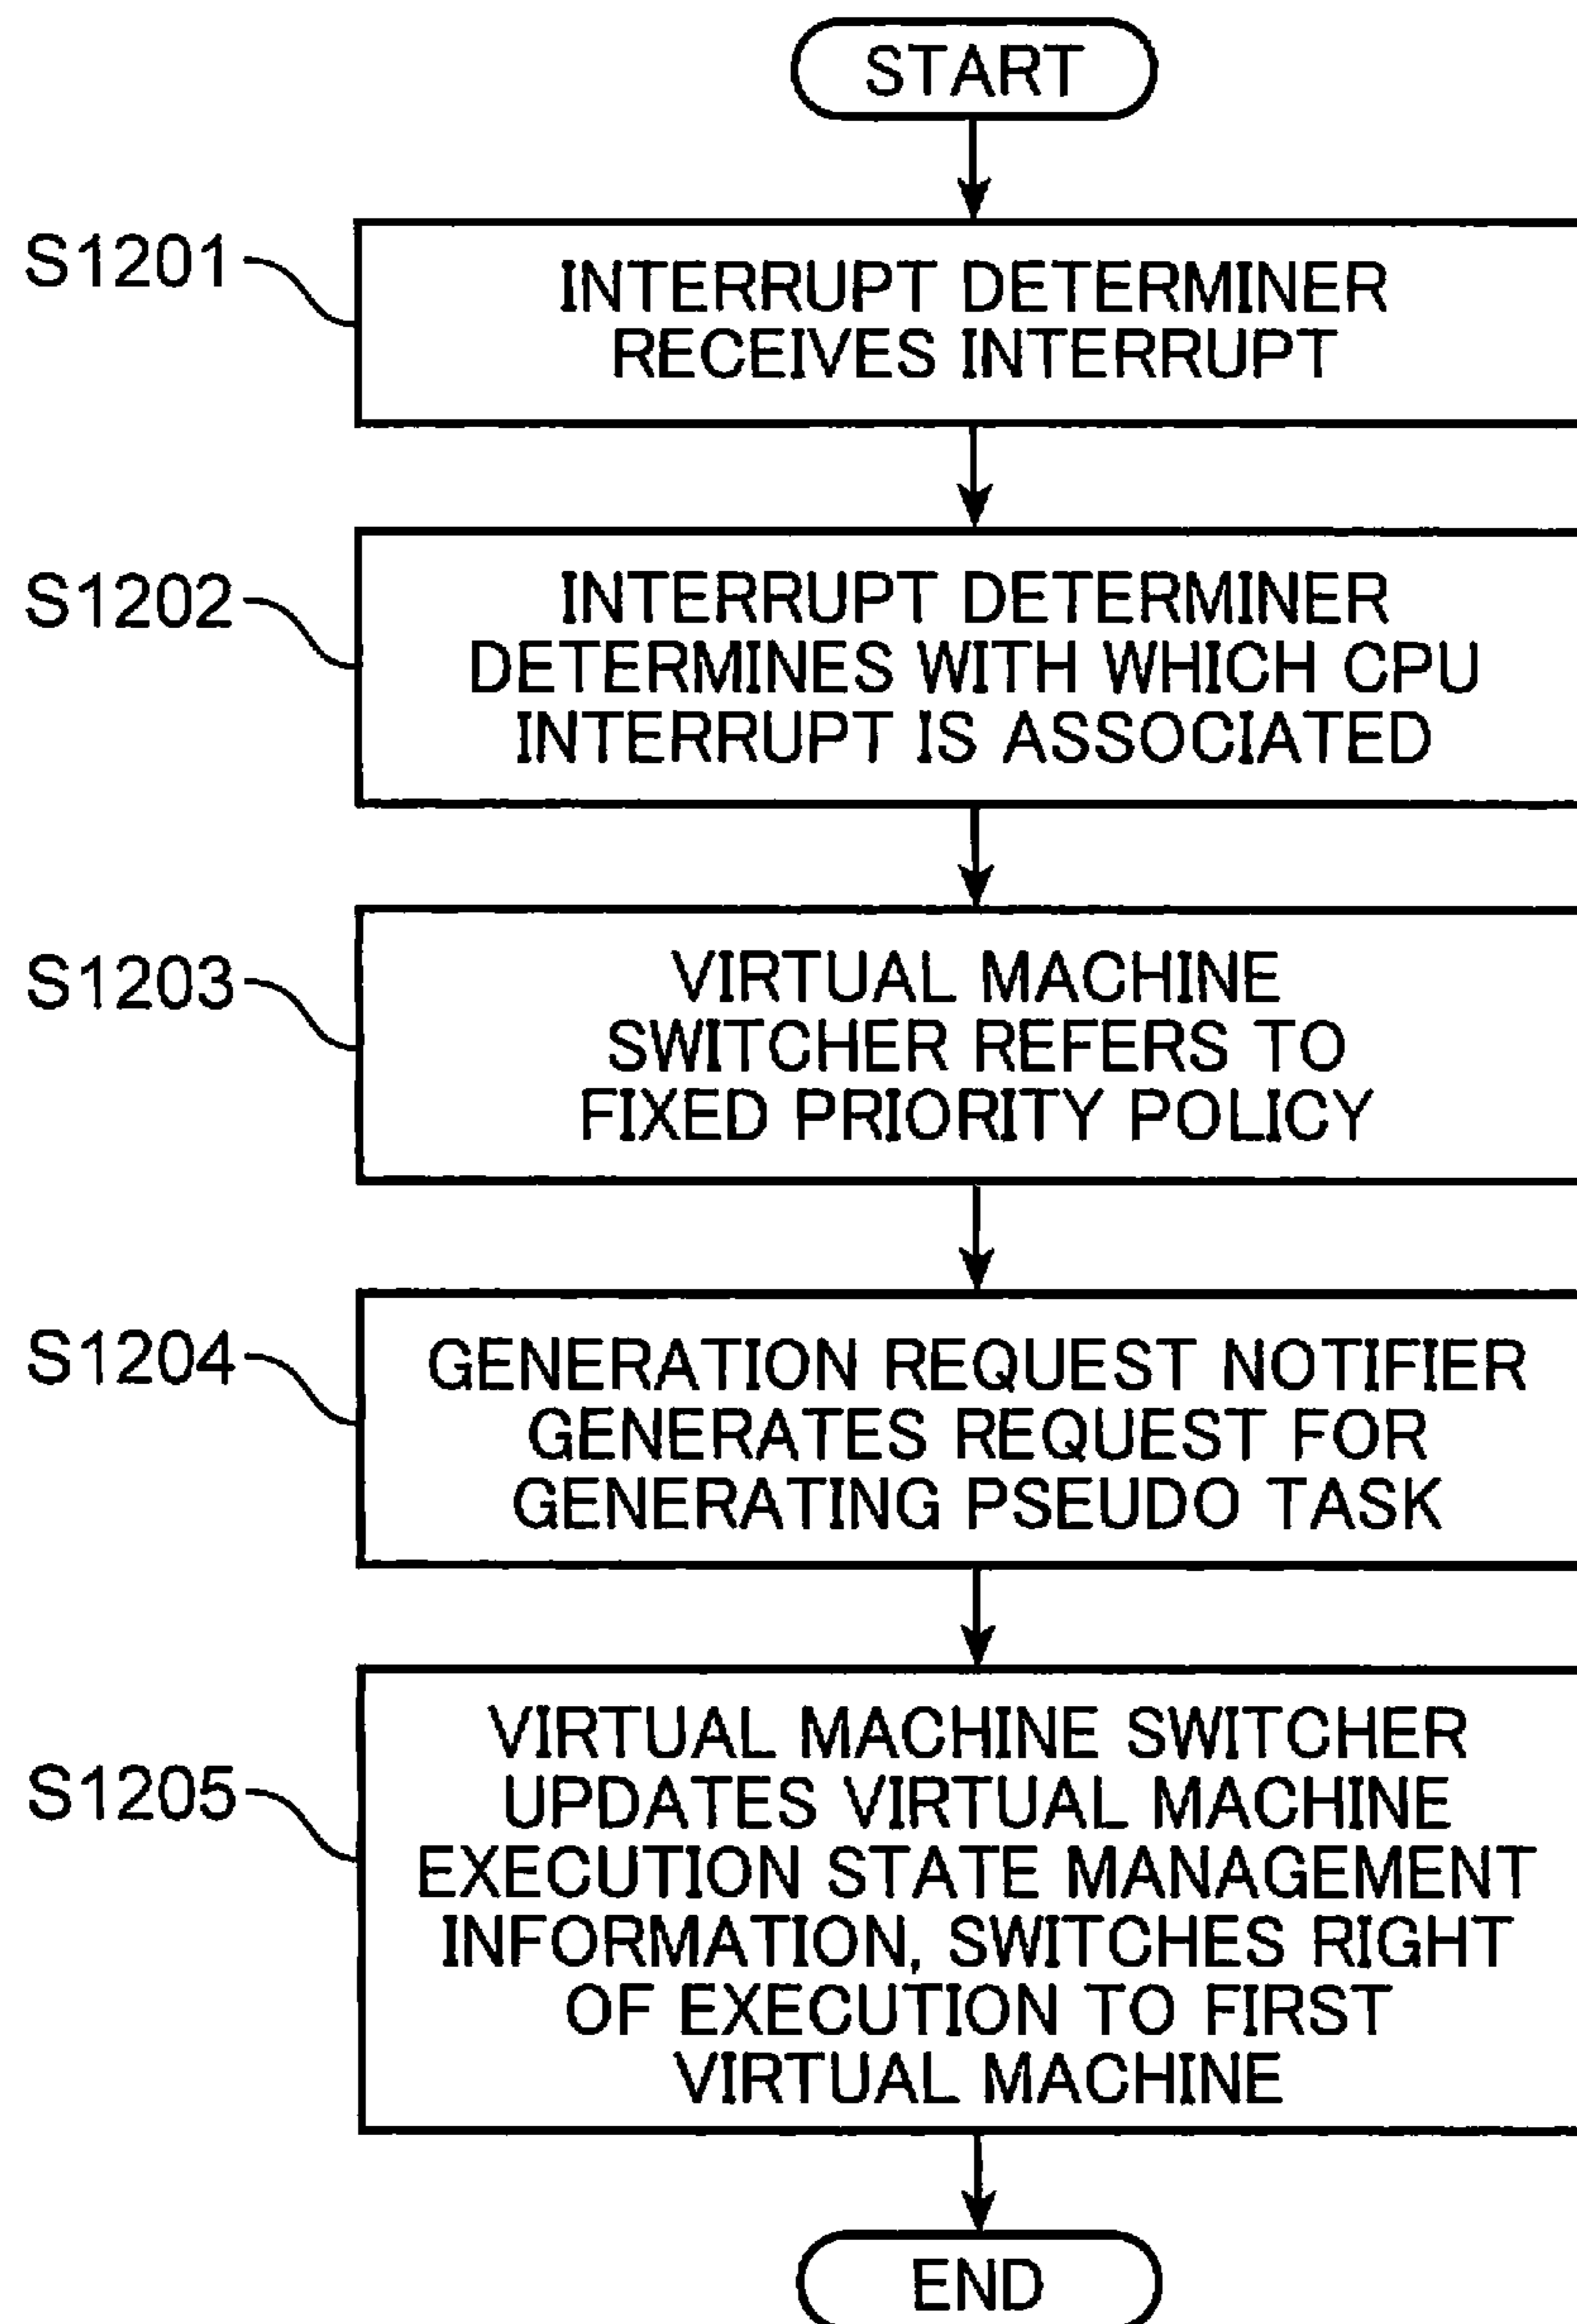 START
S1201
INTERRUPT DETERMINER
RECEIVES INTERRUPT
S1202
INTERRUPT DETERMINER
DETERMINES WITH WHICH CPU
INTERRUPT IS ASSOCIATED
S1203
VIRTUAL MACHINE
SWITCHER REFERS TO
FIXED PRIORITY POLICY
S1204
GENERATION REQUEST NOTIFIER
GENERATES REQUEST FOR
GENERATING PSEUDO TASK
S1205
VIRTUAL MACHINE SWITCHER
UPDATES VIRTUAL MACHINE
EXECUTION STATE MANAGEMENT
INFORMATION, SWITCHES RIGHT
OF EXECUTION TO FIRST
VIRTUAL MACHINE
END